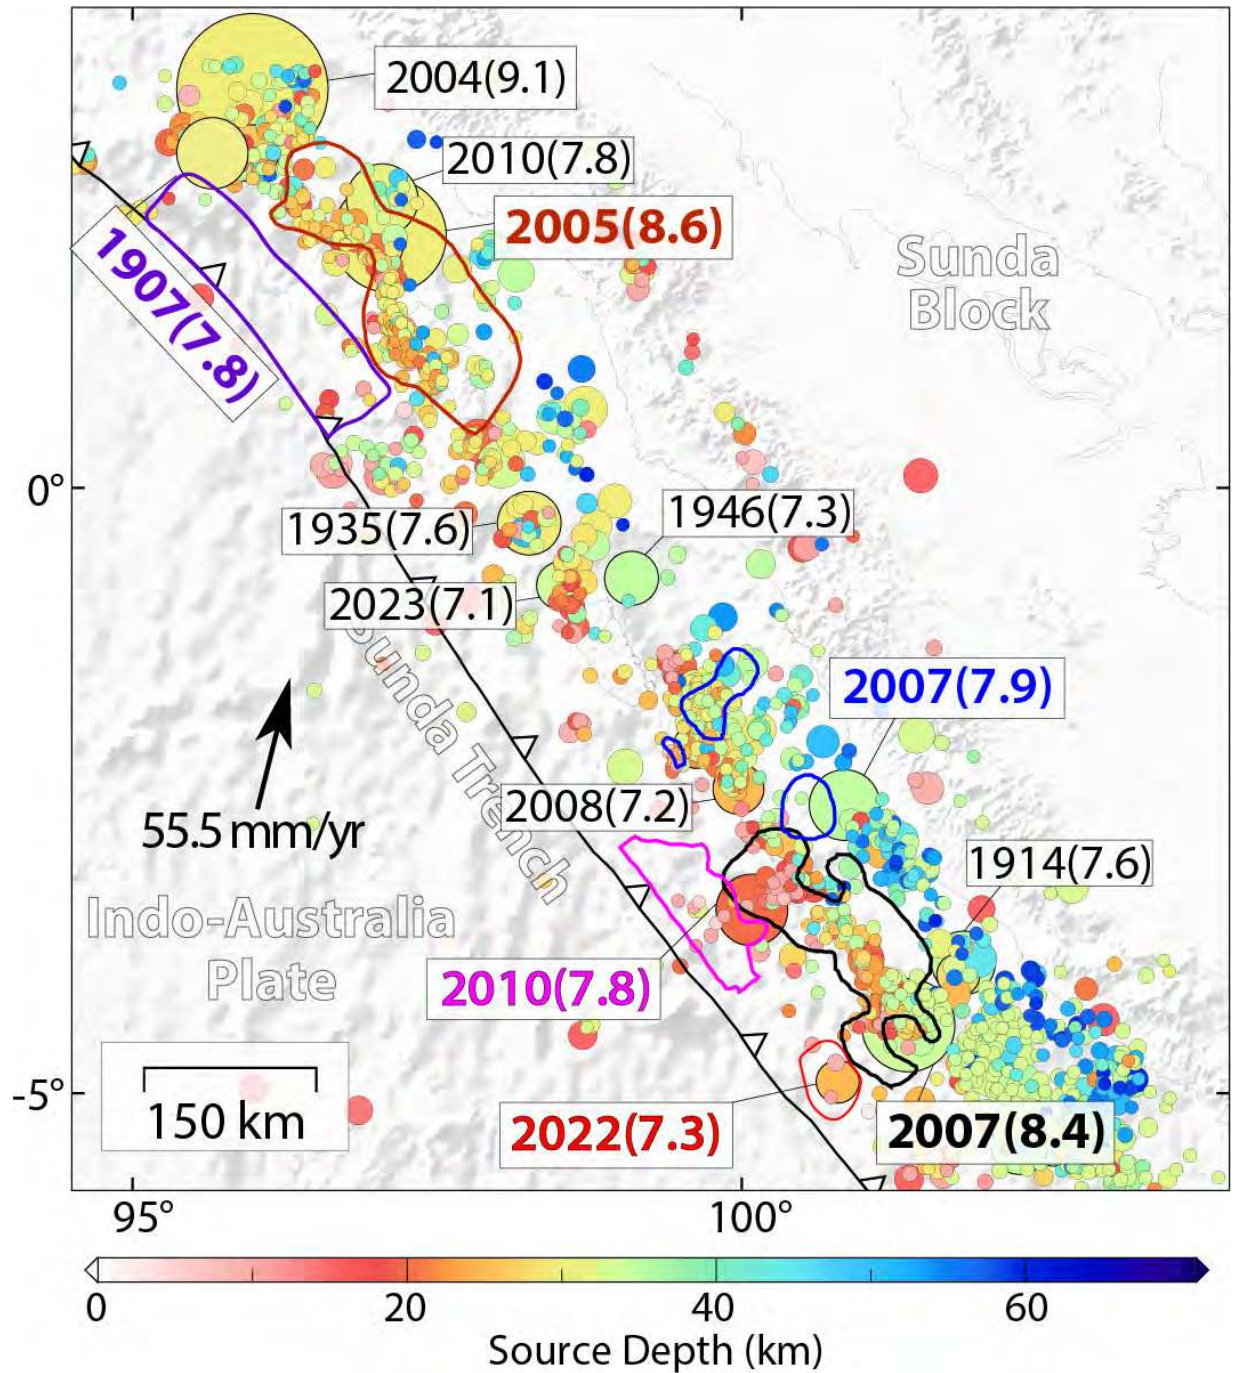 2004(9.1)
2010(7.8)
2005(8.6)
Sunda
Block
1907(7.8)
0°
1935(7.6)
1946(7.3)
2023(7.1)
Sunda Trench
2007(7.9)
55.5 mm/yr
2008(7.2)
1914(7.6)
Indo-Australia
Plate
2010(7.8)
-5°
150 km
2022(7.3)
2007(8.4)
95°
100°
0
20
40
60
Source Depth (km)